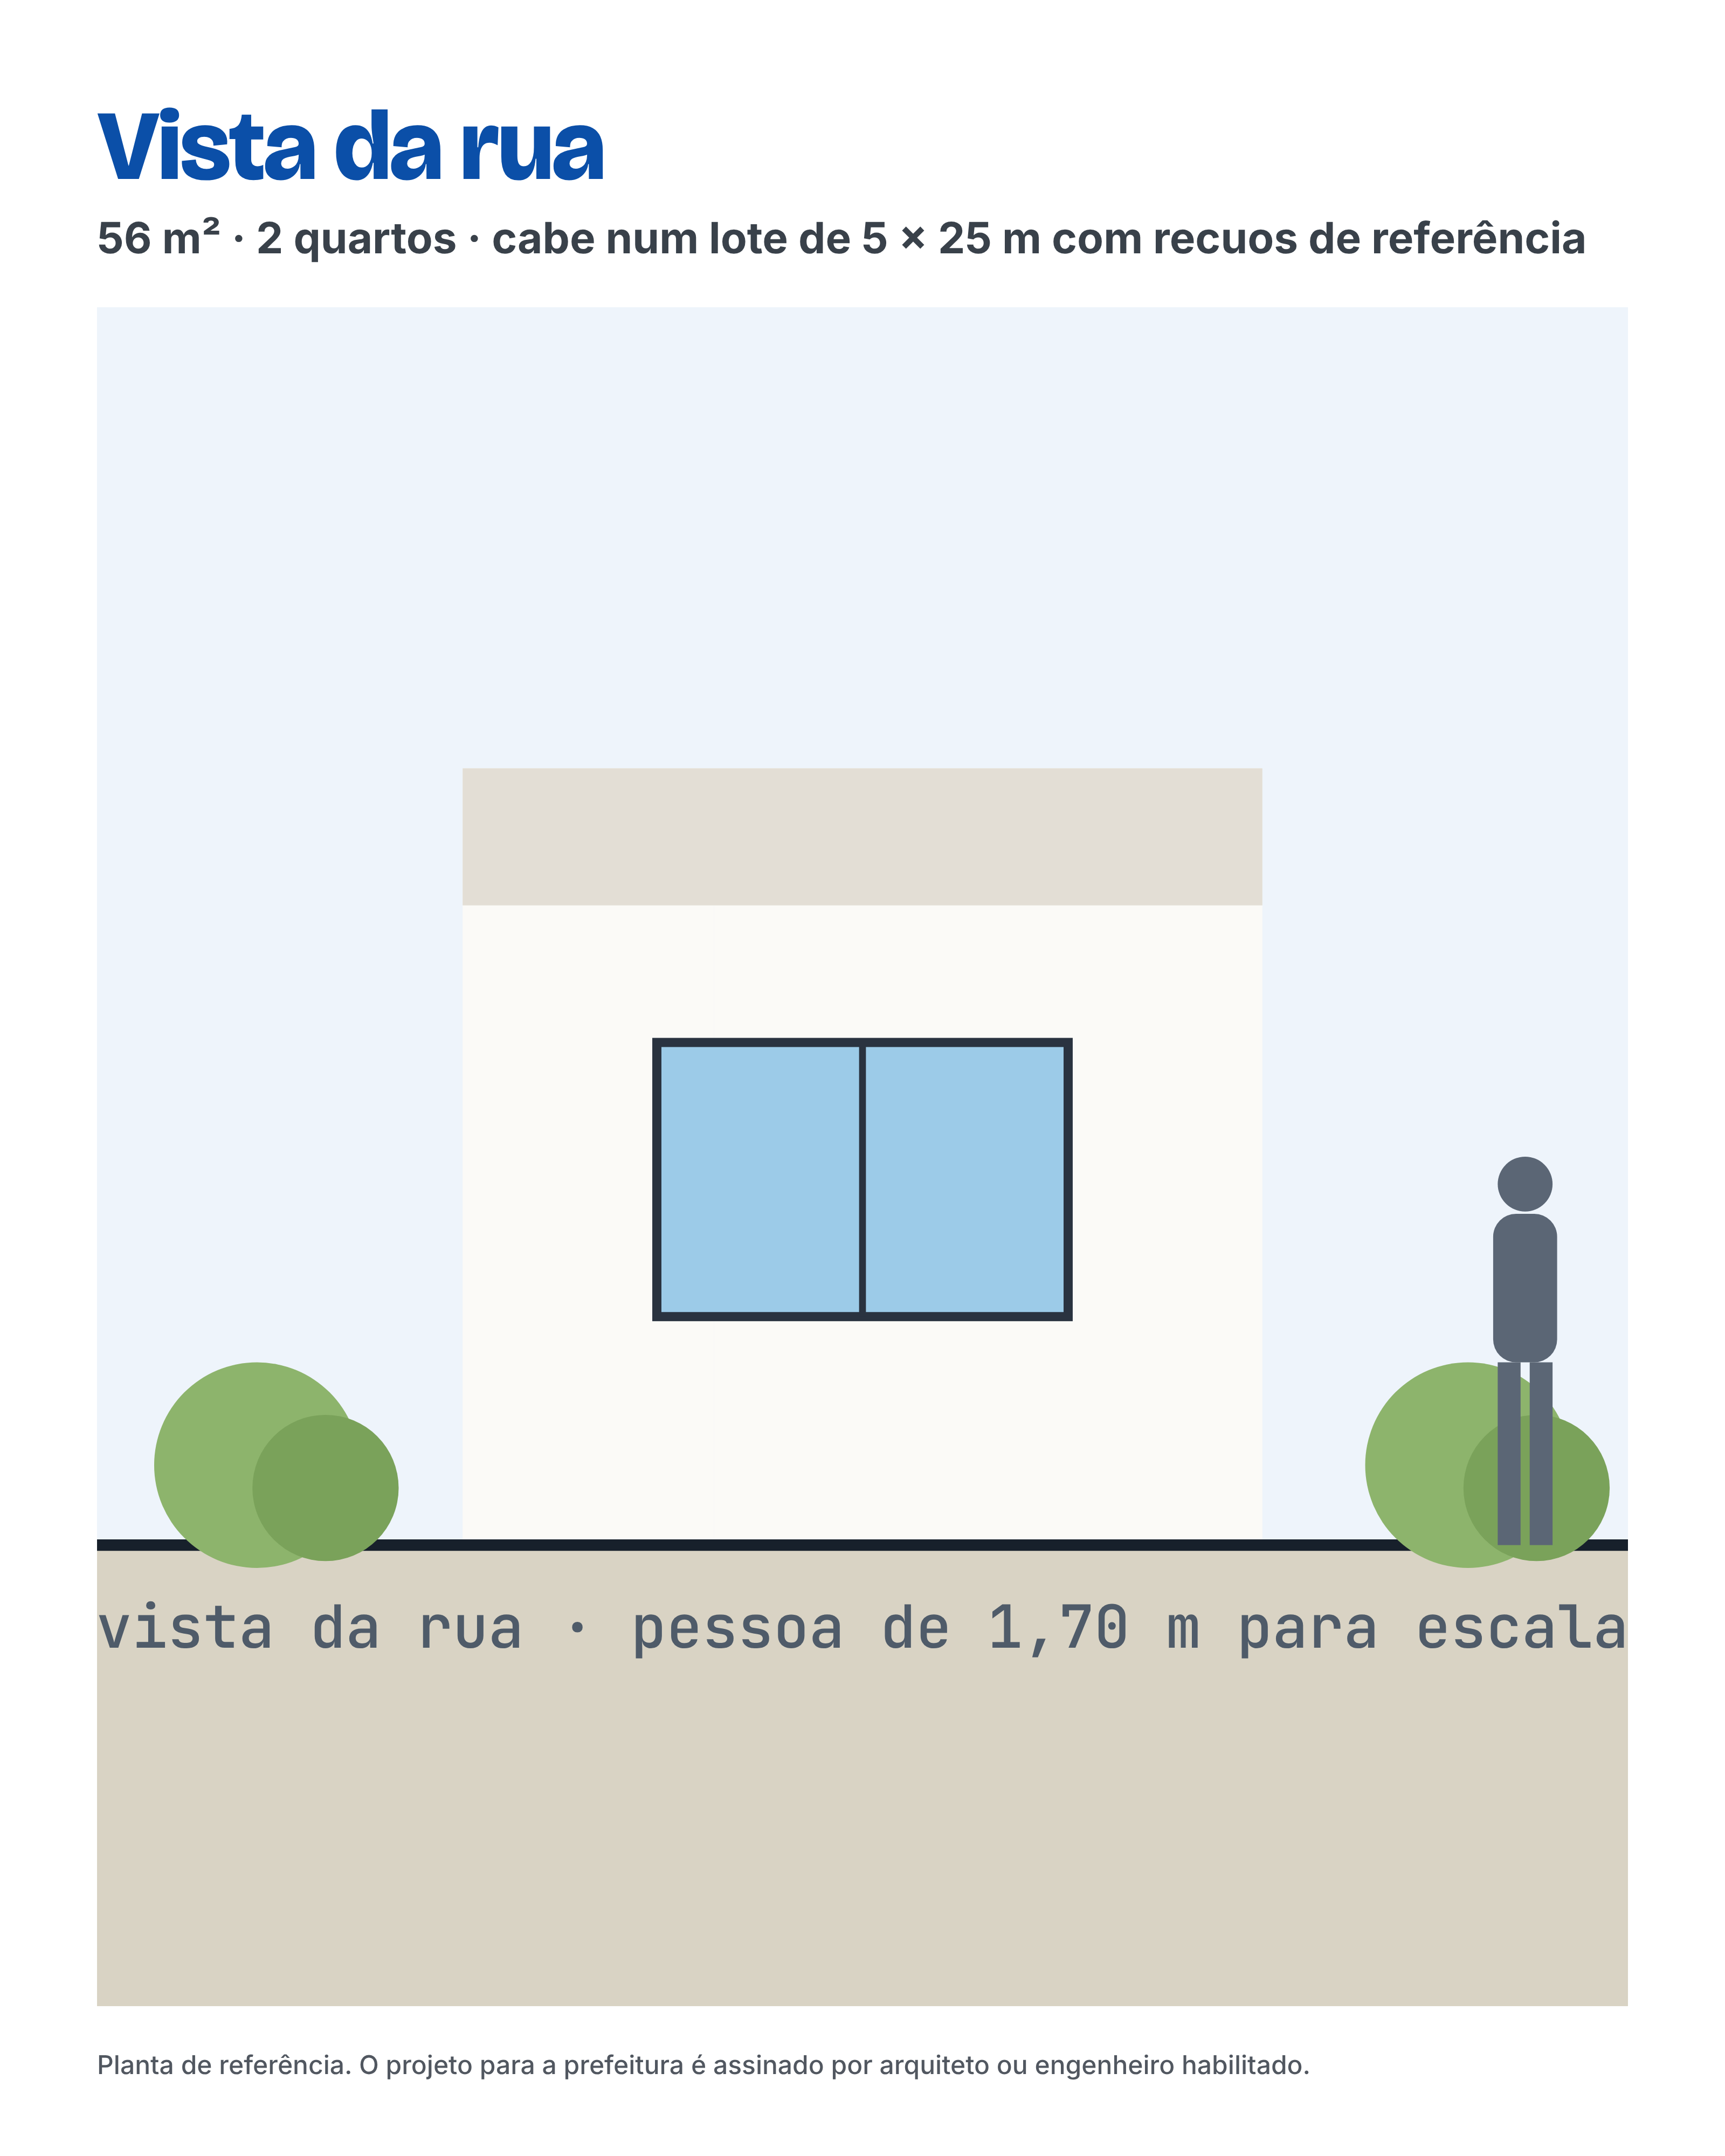 Vista da rua
56 m² · 2 quartos · cabe num lote de 5 × 25 m com recuos de referência
vista da rua · pessoa de 1,70 m para escala
Planta de referência. O projeto para a prefeitura é assinado por arquiteto ou engenheiro habilitado.